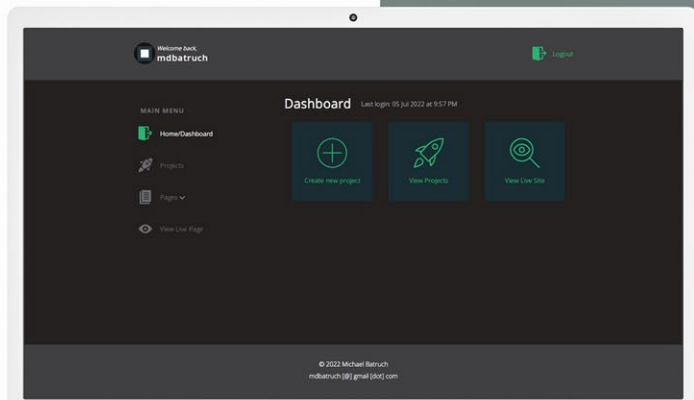 Welcome back,
mdbatruch
Logout
MAIN MENU
Home/Dashboard
Projects
Pages
View Live Page
Dashboard Last login: 05 Jul 2022 at 9:57 PM
Create new project
View Projects
View Live Site
© 2022 Michael Batruch
mdbatruch [@] gmail [dot] com